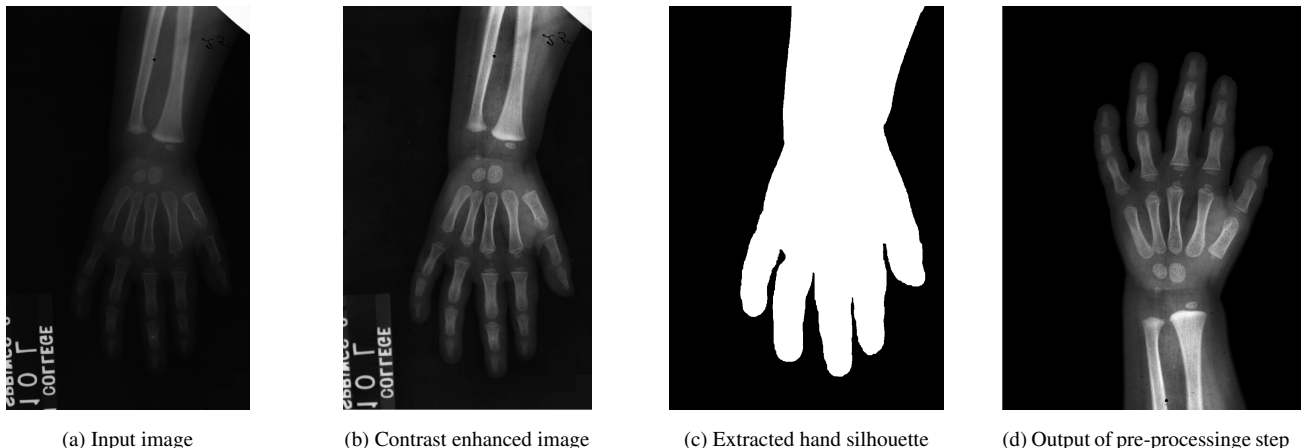 COLLEGE
COLLEGE
(a) Input image
(b) Contrast enhanced image
(c) Extracted hand silhouette
(d) Output of pre-processinge step